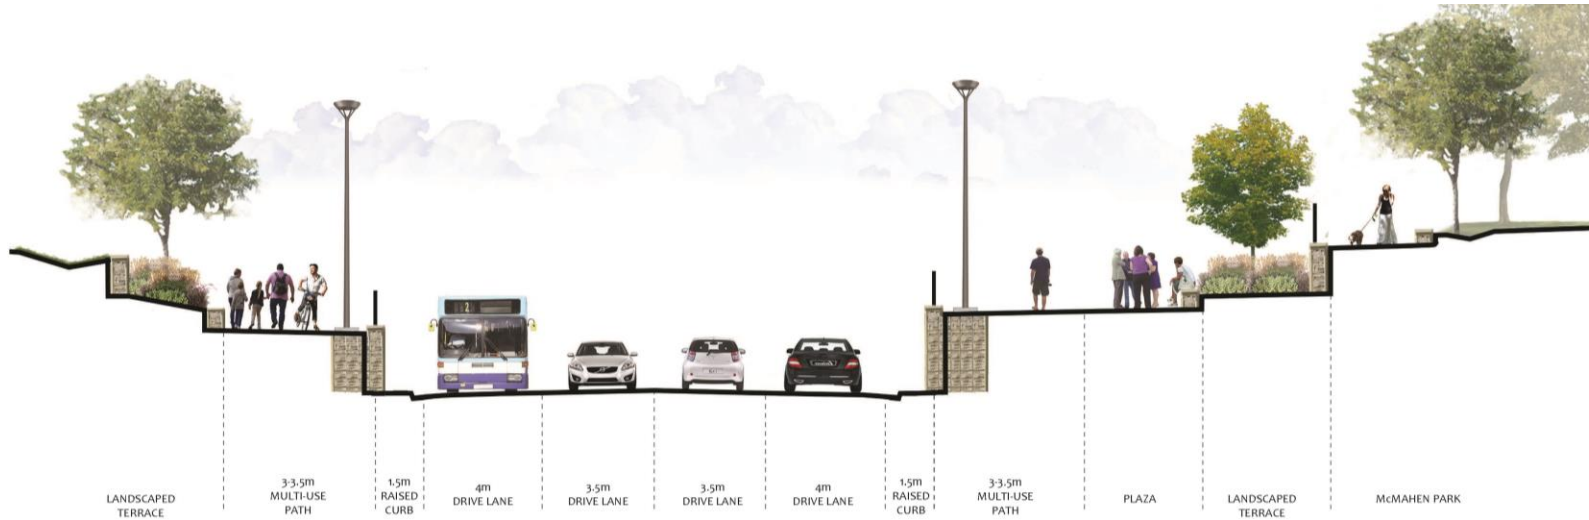 2
LANDSCAPED
TERRACE
3-3.5m
MULTI-USE
PATH
1.5m
RAISED
CURB
4m
DRIVE LANE
3.5m
DRIVE LANE
3.5m
DRIVE LANE
4m
DRIVE LANE
1.5m
RAISED
CURB
3-3.5m
MULTI-USE
PATH
PLAZA
LANDSCAPED
TERRACE
McMAHEN PARK